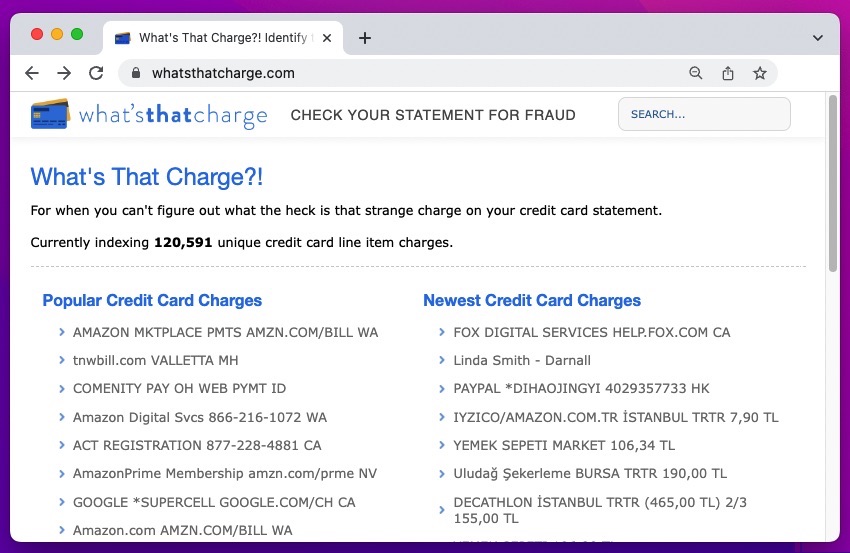 What's That Charge?! Identify t
whatsthatcharge.com
what'sthatcharge
CHECK YOUR STATEMENT FOR FRAUD
SEARCH...
What's That Charge?!
For when you can't figure out what the heck is that strange charge on your credit card statement.
Currently indexing 120,591 unique credit card line item charges.
Popular Credit Card Charges
AMAZON MKTPLACE PMTS AMZN.COM/BILL WA
tnwbill.com VALLETTA MH
COMENITY PAY OH WEB PYMT ID
Amazon Digital Svcs 866-216-1072 WA
ACT REGISTRATION 877-228-4881 CA
AmazonPrime Membership amzn.com/prme NV
GOOGLE *SUPERCELL GOOGLE.COM/CH CA
Amazon.com AMZN.COM/BILL WA
Newest Credit Card Charges
FOX DIGITAL SERVICES HELP.FOX.COM CA
Linda Smith - Darnall
PAYPAL *DIHAOJINGYI 4029357733 HK
IYZICO/AMAZON.COM.TR İSTANBUL TRTR 7,90 TL
YEMEK SEPETI MARKET 106,34 TL
Uludağ Şekerleme BURSA TRTR 190,00 TL
DECATHLON İSTANBUL TRTR (465,00 TL) 2/3
155,00 TL